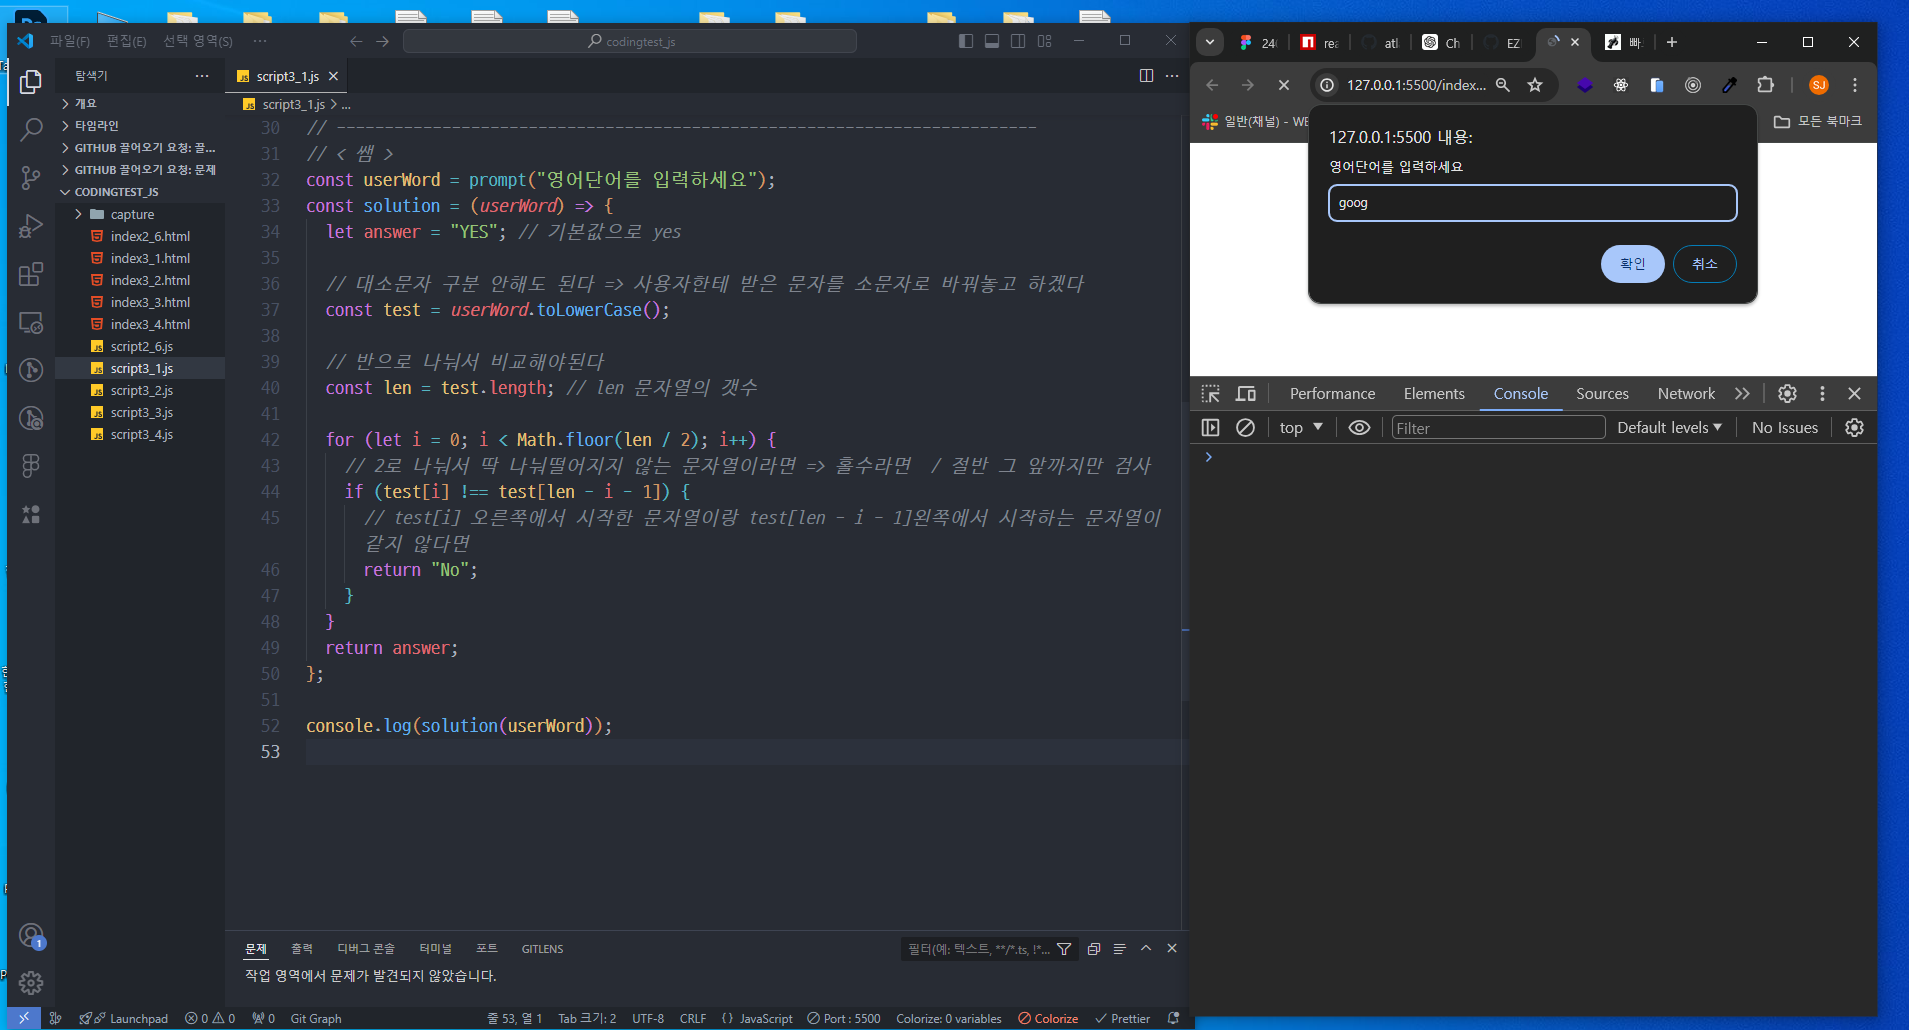 파일(F) 편집(E) 선택 영역(S) ...
codingtest_js
탐색기 ...
개요
타임라인
GITHUB 끌어오기 요청: 끌...
GITHUB 끌어오기 요청: 문제
CODINGTEST_JS
capture
index2_6.html
index3_1.html
index3_2.html
index3_3.html
index3_4.html
script2_6.js
script3_1.js
script3_2.js
script3_3.js
script3_4.js
1
JS script3_1.js
JS script3_1.js > ...
30 // -------------------------------------------------------------------------
31 // < 쌤 >
32 const userWord = prompt("영어단어를 입력하세요");
33 const solution = (userWord) => {
34 let answer = "YES"; // 기본값으로 yes
35
36 // 대소문자 구분 안해도 된다 => 사용자한테 받은 문자를 소문자로 바꿔놓고 하겠다
37 const test = userWord.toLowerCase();
38
39 // 반으로 나눠서 비교해야된다
40 const len = test.length; // len 문자열의 갯수
41
42 for (let i = 0; i < Math.floor(len / 2); i++) {
43 // 2로 나눠서 딱 나눠떨어지지 않는 문자열이라면 => 홀수라면 / 절반 그 앞까지만 검사
44 if (test[i] !== test[len - i - 1]) {
45 // test[i] 오른쪽에서 시작한 문자열이랑 test[len - i - 1]왼쪽에서 시작하는 문자열이
같지 않다면
46 return "No";
47 }
48 }
49 return answer;
50 };
51
52 console.log(solution(userWord));
53
문제 출력 디버그 콘솔 터미널 포트 GITLENS
필터(예: 텍스트, **/*.ts, !*...
작업 영역에서 문제가 발견되지 않았습니다.
Launchpad 0 0 0 Git Graph 줄 53, 열 1 Tab 크기: 2 UTF-8 CRLF {} JavaScript Port : 5500 Colorize: 0 variables Colorize Prettier
24( rea atl Ch EZ 빠
127.0.0.1:5500/index... SJ
일반(채널) - WE 모든 북마크
127.0.0.1:5500 내용:
영어단어를 입력하세요
goog
확인 취소
Performance Elements Console Sources Network
top Filter Default levels No Issues